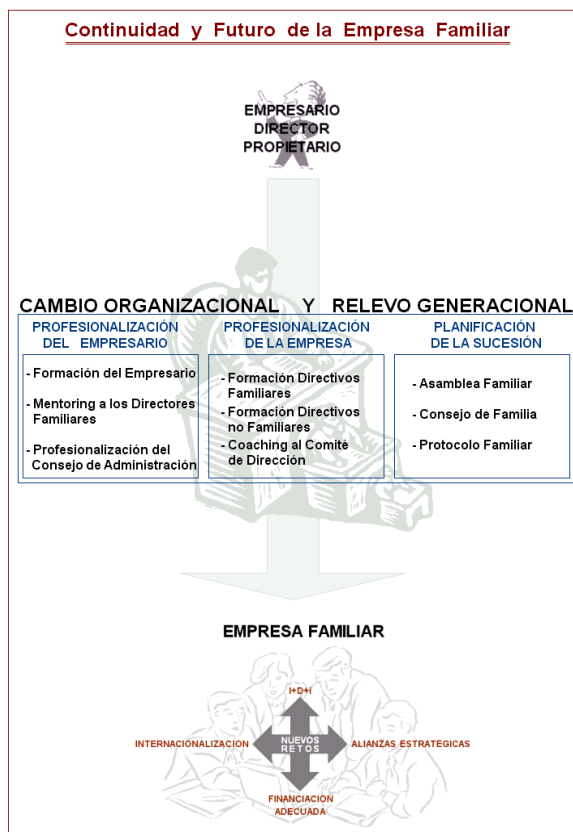 Continuidad y Futuro de la Empresa Familiar
EMPRESARIO
DIRECTOR
PROPIETARIO
CAMBIO ORGANIZACIONAL Y RELEVO GENERACIONAL
PROFESIONALIZACIÓN
DEL EMPRESARIO
- Formación del Empresario
- Mentoring a los Directores
Familiares
- Profesionalización del
Consejo de Administración
PROFESIONALIZACIÓN
DE LA EMPRESA
- Formación Directivos
Familiares
- Formación Directivos
no Familiares
- Coaching al Comité
de Dirección
PLANIFICACIÓN
DE LA SUCESIÓN
- Asamblea Familiar
- Consejo de Familia
- Protocolo Familiar
EMPRESA FAMILIAR
I+D+I
INTERNACIONALIZACION
NUEVOS
RETOS
ALIANZAS ESTRATEGICAS
FINANCIACION
ADECUADA